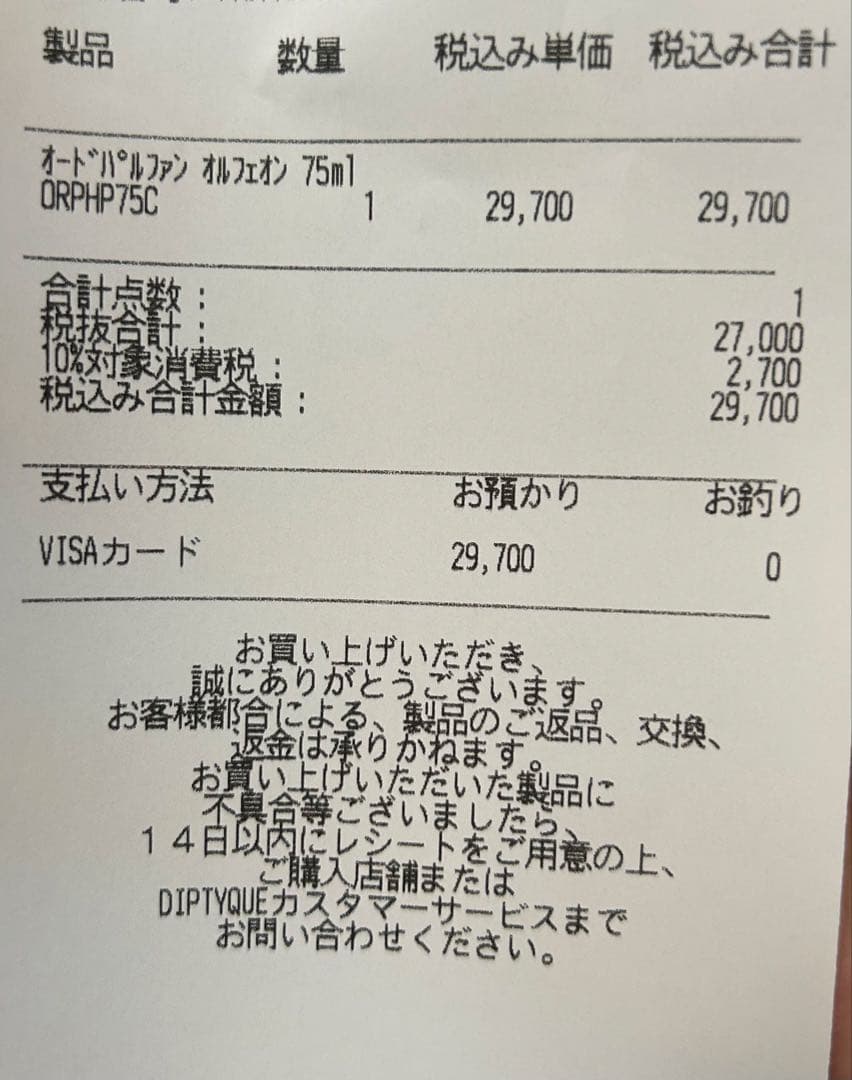 製品 数量 税込み単価 税込み合計
ｵｰﾄﾞﾊﾟﾙﾌｧﾝ ｵﾙﾌｪｵﾝ 75ml
ORPHP75C 1 29,700 29,700
合計点数： 1
税抜合計： 27,000
10%対象消費税： 2,700
税込み合計金額： 29,700
支払い方法 お預かり お釣り
VISAカード 29,700 0
お買い上げいただき、
誠にありがとうございます。
お客様都合による、製品のご返品、交換、
返金は承りかねます。
お買い上げいただいた製品に
不具合等ございましたら、
１４日以内にレシートをご用意の上、
ご購入店舗または
DIPTYQUEカスタマーサービスまで
お問い合わせください。